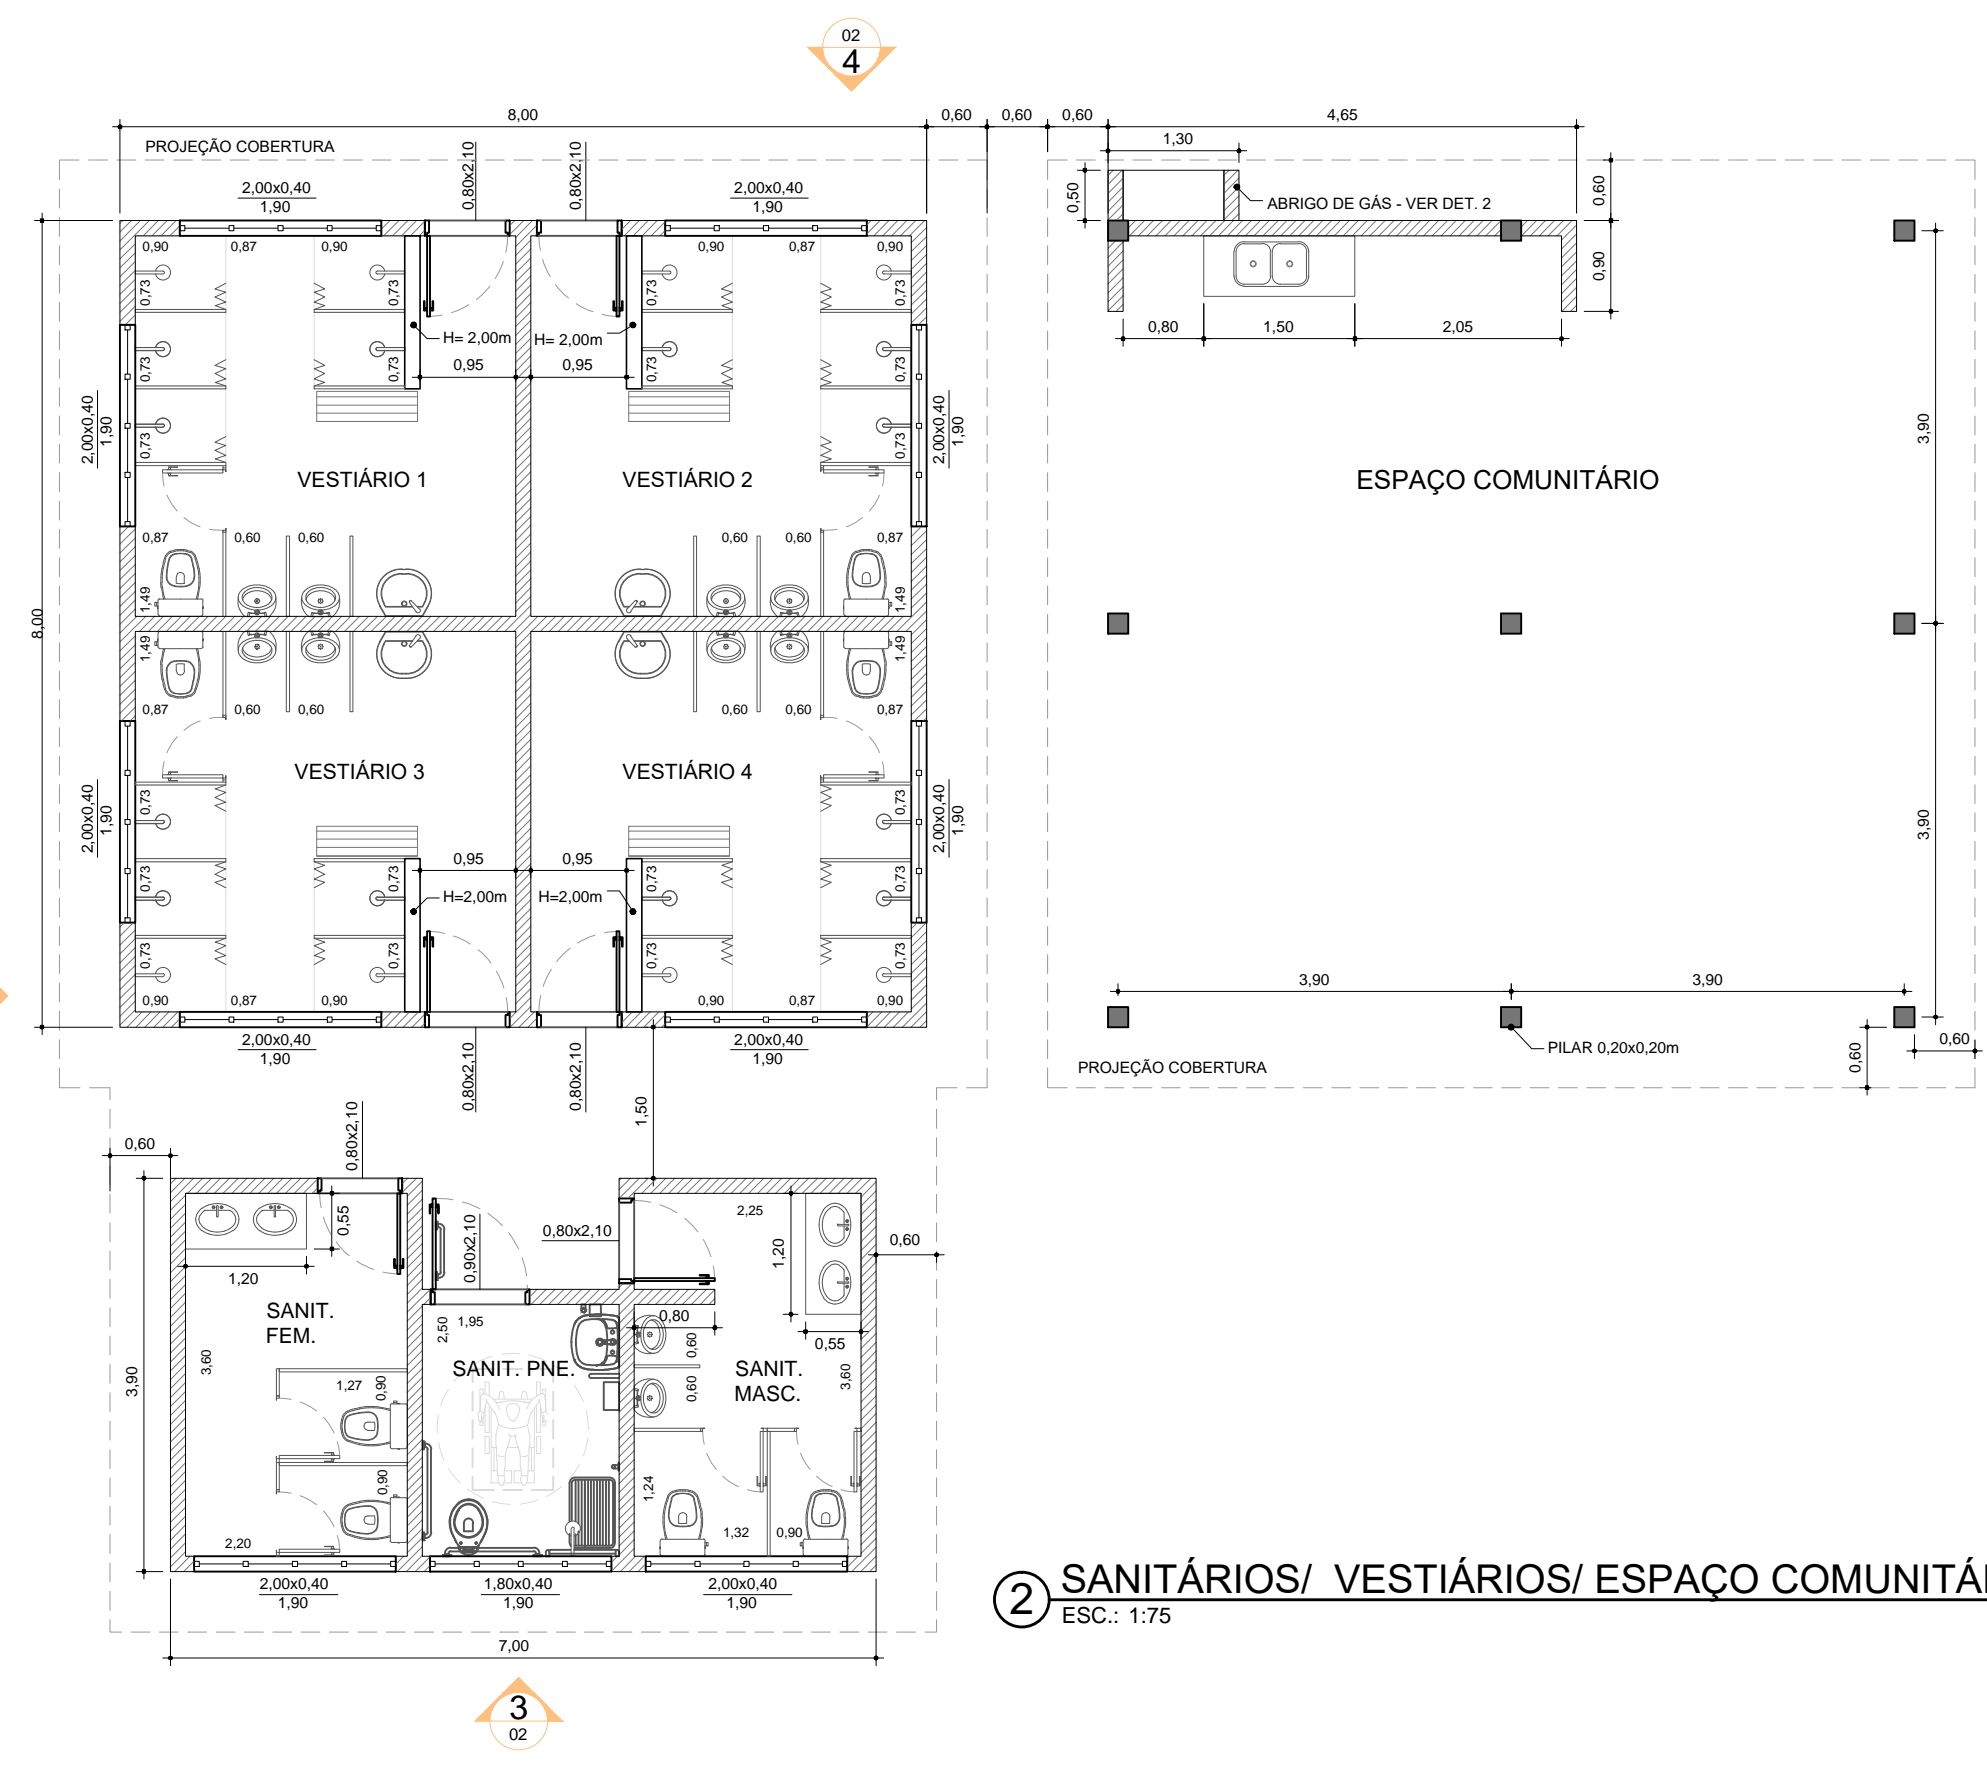 02
4
8,00
0,60
0,60
0,60
4,65
PROJEÇÃO COBERTURA
0,80x2,10
0,80x2,10
1,30
2,00x0,40
1,90
2,00x0,40
1,90
0,50
ABRIGO DE GÁS - VER DET. 2
0,60
0,90
0,87
0,90
0,90
0,87
0,90
0,73
0,73
0,73
0,73
0,90
H= 2,00m
H= 2,00m
0,80
1,50
2,05
0,73
0,73
0,95
0,95
0,73
0,73
2,00x0,40
1,90
0,73
0,73
2,00x0,40
1,90
3,90
VESTIÁRIO 1
VESTIÁRIO 2
ESPAÇO COMUNITÁRIO
0,87
0,60
0,60
0,60
0,60
0,87
1,49
1,49
8,00
1,49
1,49
0,87
0,60
0,60
0,60
0,60
0,87
VESTIÁRIO 3
VESTIÁRIO 4
2,00x0,40
1,90
0,73
0,73
2,00x0,40
1,90
3,90
0,95
0,95
0,73
0,73
0,73
0,73
H=2,00m
H=2,00m
0,73
0,73
0,73
0,73
3,90
3,90
0,90
0,87
0,90
0,90
0,87
0,90
2,00x0,40
1,90
0,80x2,10
0,80x2,10
2,00x0,40
1,90
PILAR 0,20x0,20m
0,60
0,60
PROJEÇÃO COBERTURA
1,50
0,60
0,80x2,10
0,55
0,90x2,10
0,80x2,10
2,25
1,20
0,60
1,20
SANIT.
FEM.
2,50
1,95
0,80
0,60
0,55
3,60
SANIT. PNE.
SANIT.
MASC.
3,60
3,90
1,27
0,90
0,60
0,90
1,24
2,20
1,32
0,90
2,00x0,40
1,90
1,80x0,40
1,90
2,00x0,40
1,90
7,00
2
SANITÁRIOS/ VESTIÁRIOS/ ESPAÇO COMUNITÁ
ESC.: 1:75
3
02